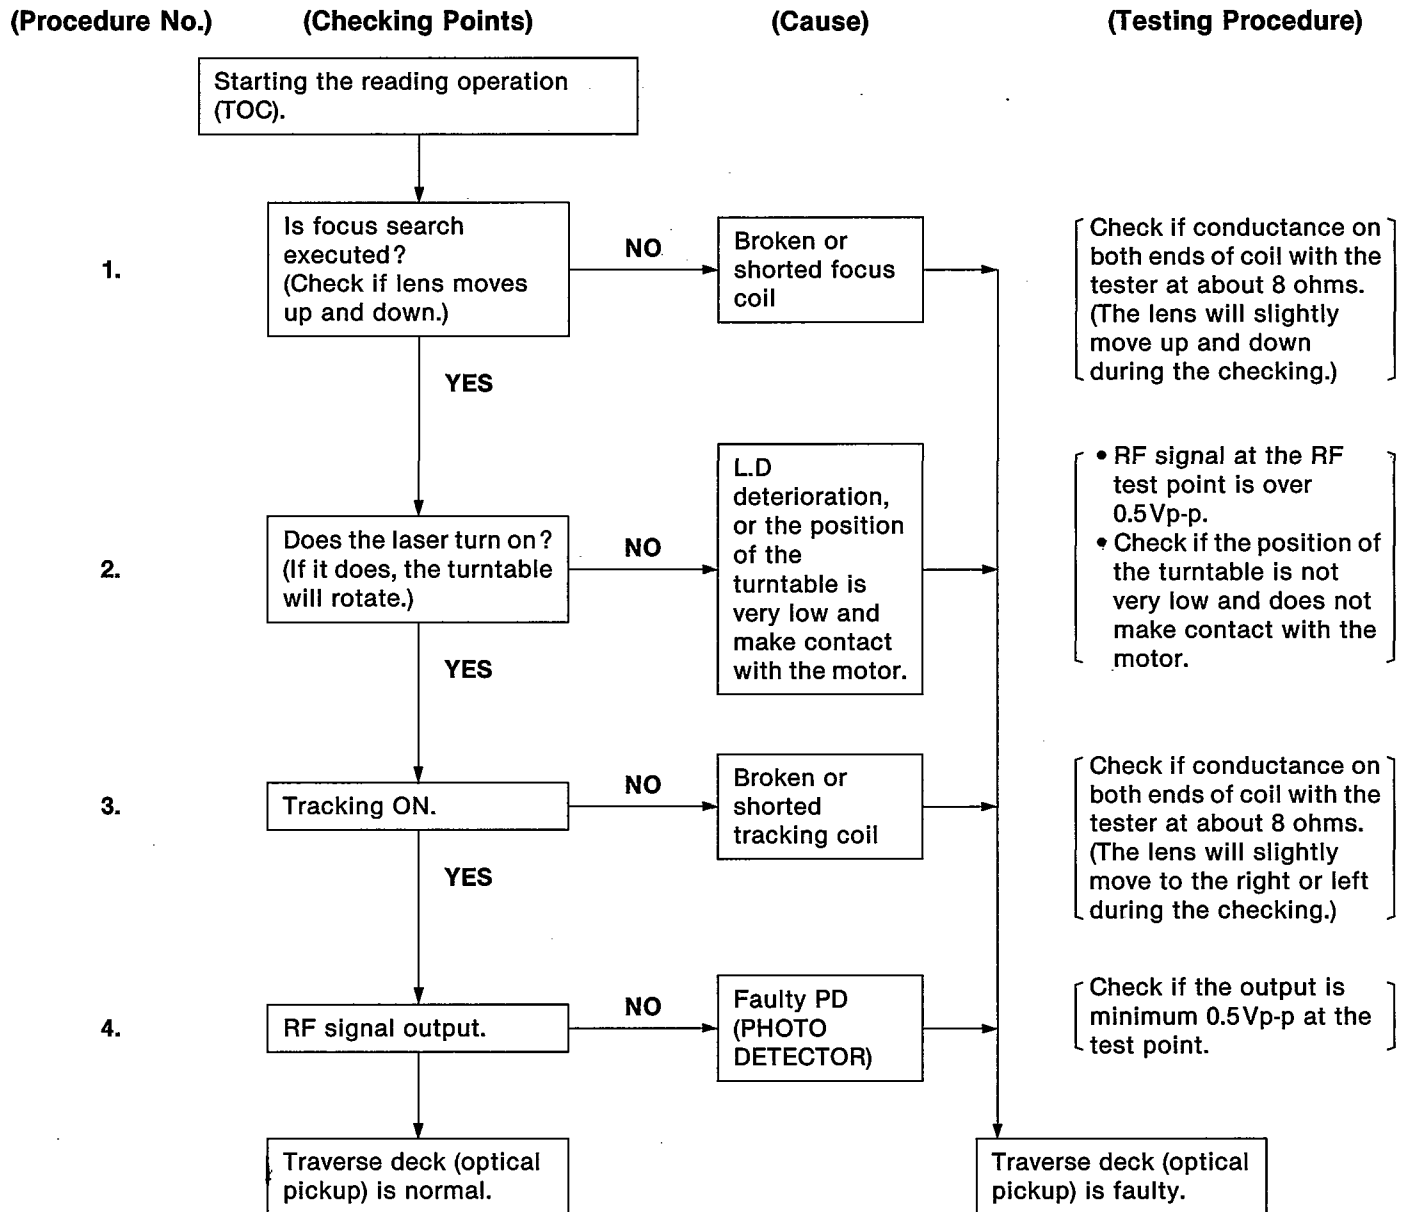 (Procedure No.)
(Checking Points)
(Cause)
(Testing Procedure)
Starting the reading operation
(TOC).
1.
Is focus search
executed?
(Check if lens moves
up and down.)
NO
Broken or
shorted focus
coil
Check if conductance on
both ends of coil with the
tester at about 8 ohms.
(The lens will slightly
move up and down
during the checking.)
YES
2.
Does the laser turn on?
(If it does, the turntable
will rotate.)
NO
L.D
deterioration,
or the position
of the
turntable is
very low and
make contact
with the motor.
• RF signal at the RF
test point is over
0.5Vp-p.
• Check if the position of
the turntable is not
very low and does not
make contact with the
motor.
YES
3.
Tracking ON.
NO
Broken or
shorted
tracking coil
Check if conductance on
both ends of coil with the
tester at about 8 ohms.
(The lens will slightly
move to the right or left
during the checking.)
YES
4.
RF signal output.
NO
Faulty PD
(PHOTO
DETECTOR)
Check if the output is
minimum 0.5Vp-p at the
test point.
Traverse deck (optical
pickup) is normal.
Traverse deck (optical
pickup) is faulty.